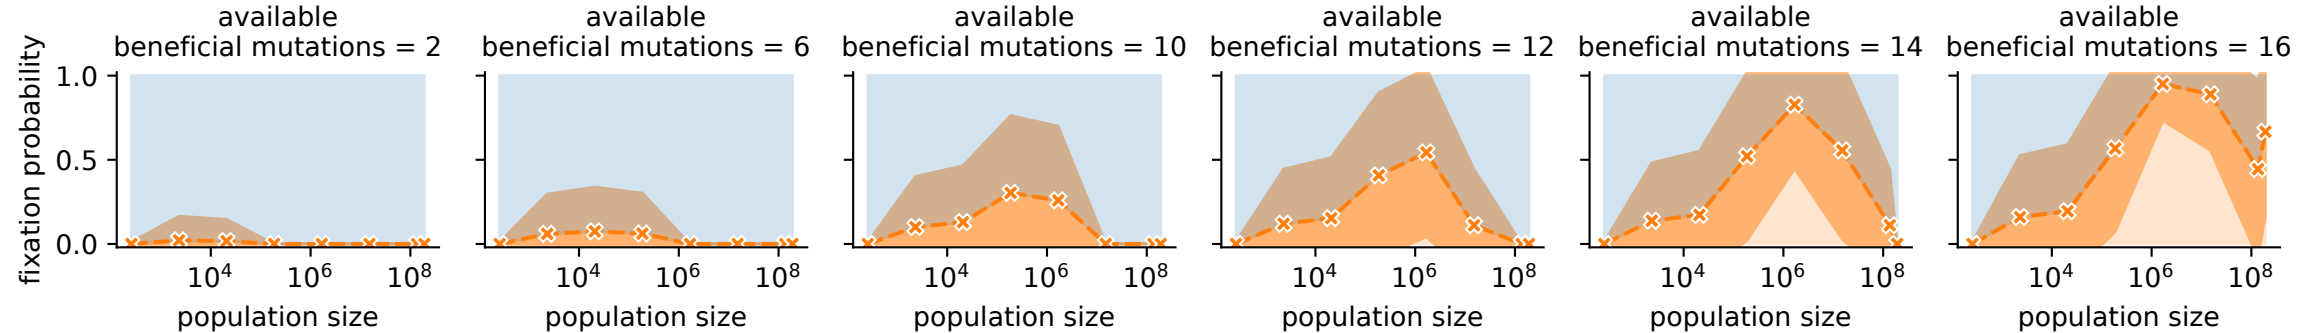 available
beneficial mutations = 2
available
beneficial mutations = 6
available
beneficial mutations = 10
available
beneficial mutations = 12
available
beneficial mutations = 14
available
beneficial mutations = 16
fixation probability
1.0
0.5
0.0
10⁴ 10⁶ 10⁸
10⁴ 10⁶ 10⁸
10⁴ 10⁶ 10⁸
10⁴ 10⁶ 10⁸
10⁴ 10⁶ 10⁸
10⁴ 10⁶ 10⁸
population size
population size
population size
population size
population size
population size